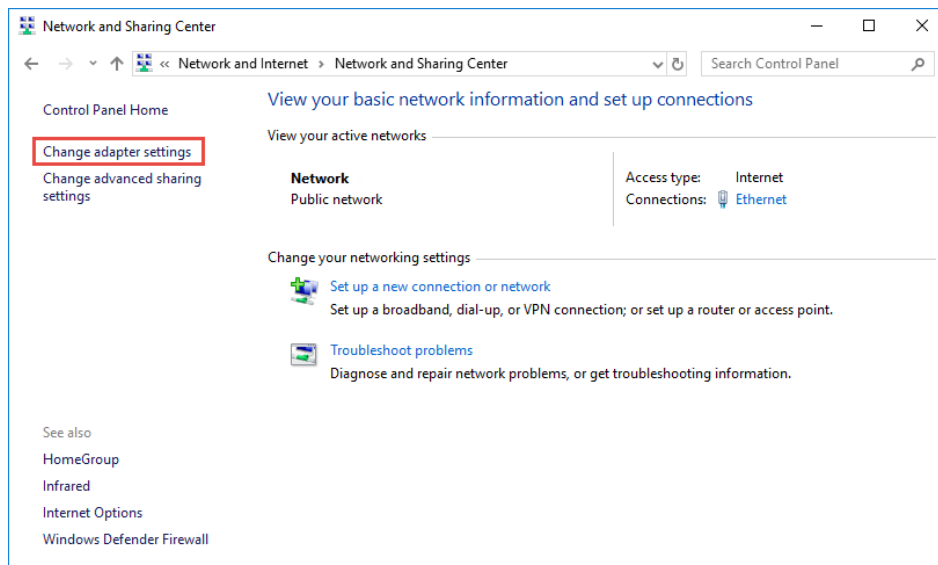 Network and Sharing Center
« Network and Internet › Network and Sharing Center
Search Control Panel
Control Panel Home
Change adapter settings
Change advanced sharing
settings
View your basic network information and set up connections
View your active networks
Network
Public network
Access type: Internet
Connections: Ethernet
Change your networking settings
Set up a new connection or network
Set up a broadband, dial-up, or VPN connection; or set up a router or access point.
Troubleshoot problems
Diagnose and repair network problems, or get troubleshooting information.
See also
HomeGroup
Infrared
Internet Options
Windows Defender Firewall